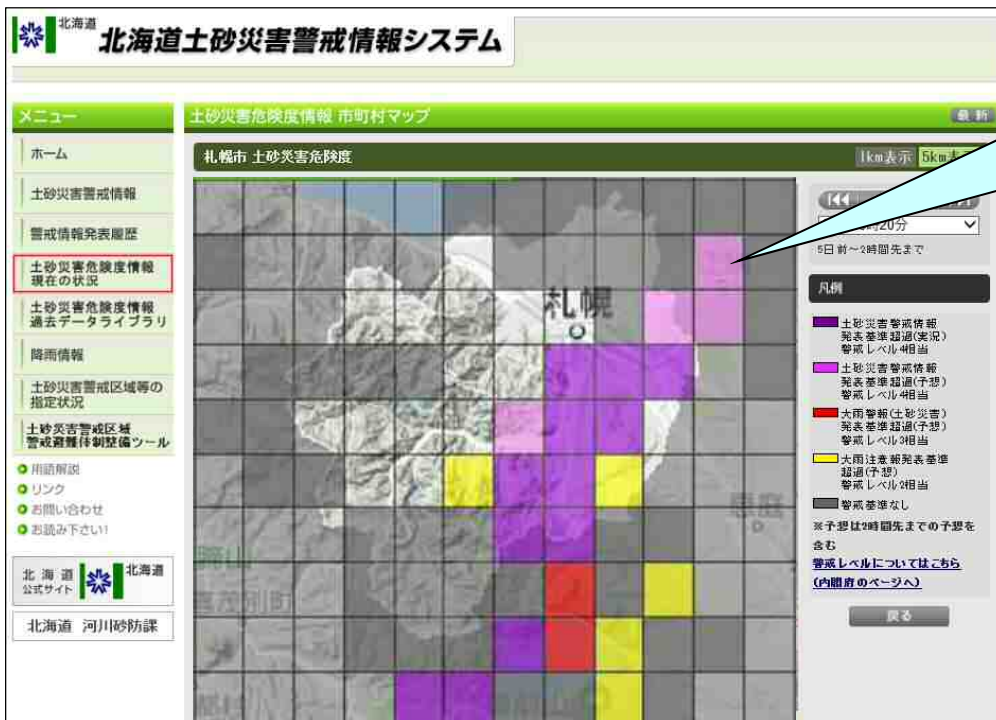 北海道
北海道土砂災害警戒情報システム
メニュー
ホーム
土砂災害警戒情報
警戒情報発表履歴
土砂災害危険度情報
現在の状況
土砂災害危険度情報
過去データライブラリ
降雨情報
土砂災害警戒区域等の
指定状況
土砂災害警戒区域
警戒避難体制整備ツール
用語解説
リンク
お問い合わせ
お読み下さい!
北海道
公式サイト
北海道
北海道 河川砂防課
土砂災害危険度情報 市町村マップ
最新
札幌市 土砂災害危険度
1km表示
5km表示
札幌
恵庭
喜茂別町
20分
5日前~2時間先まで
凡例
土砂災害警戒情報
発表基準超過(実況)
警戒レベル4相当
土砂災害警戒情報
発表基準超過(予想)
警戒レベル4相当
大雨警報(土砂災害)
発表基準超過(予想)
警戒レベル3相当
大雨注意報発表基準
超過(予想)
警戒レベル2相当
警戒基準なし
※予想は2時間先までの予想を
含む
警戒レベルについてはこちら
(内閣府のページへ)
戻る